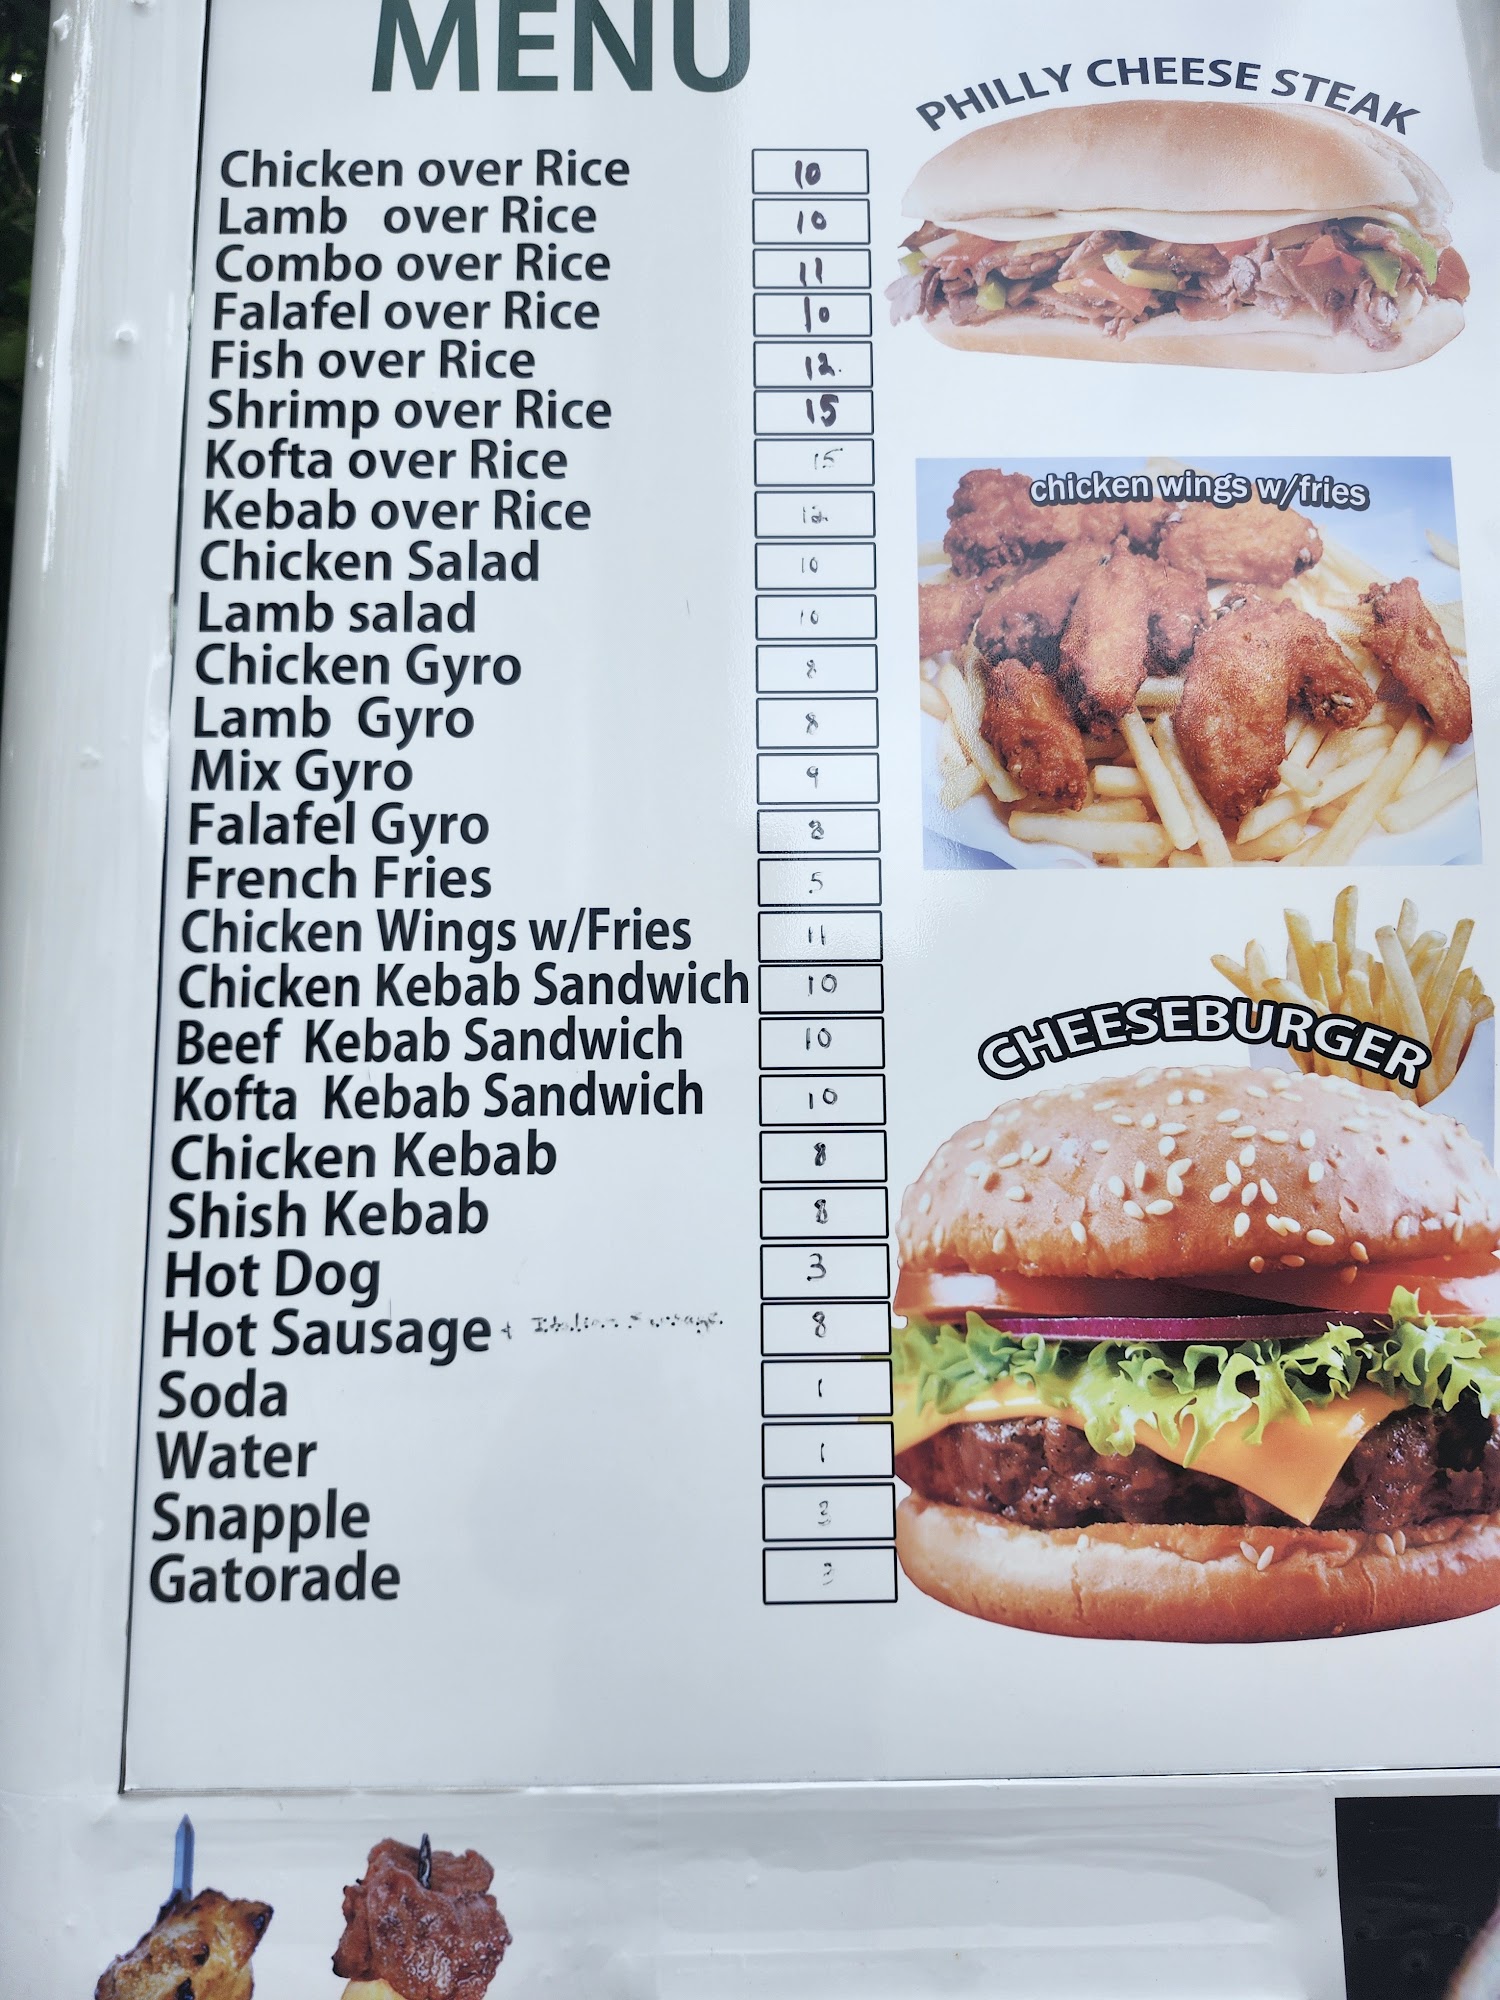 MENU
PHILLY CHEESE STEAK
Chicken over Rice 10
Lamb over Rice 10
Combo over Rice 11
Falafel over Rice 10
Fish over Rice 12
Shrimp over Rice 15
Kofta over Rice 15
chicken wings w/fries
Kebab over Rice 12
Chicken Salad 10
Lamb salad 10
Chicken Gyro 8
Lamb Gyro 8
Mix Gyro 9
Falafel Gyro 8
French Fries 5
Chicken Wings w/Fries 11
Chicken Kebab Sandwich 10
CHEESEBURGER
Beef Kebab Sandwich 10
Kofta Kebab Sandwich 10
Chicken Kebab 8
Shish Kebab 8
Hot Dog 3
Hot Sausage + Italian Sausage. 8
Soda 1
Water 1
Snapple 3
Gatorade 3